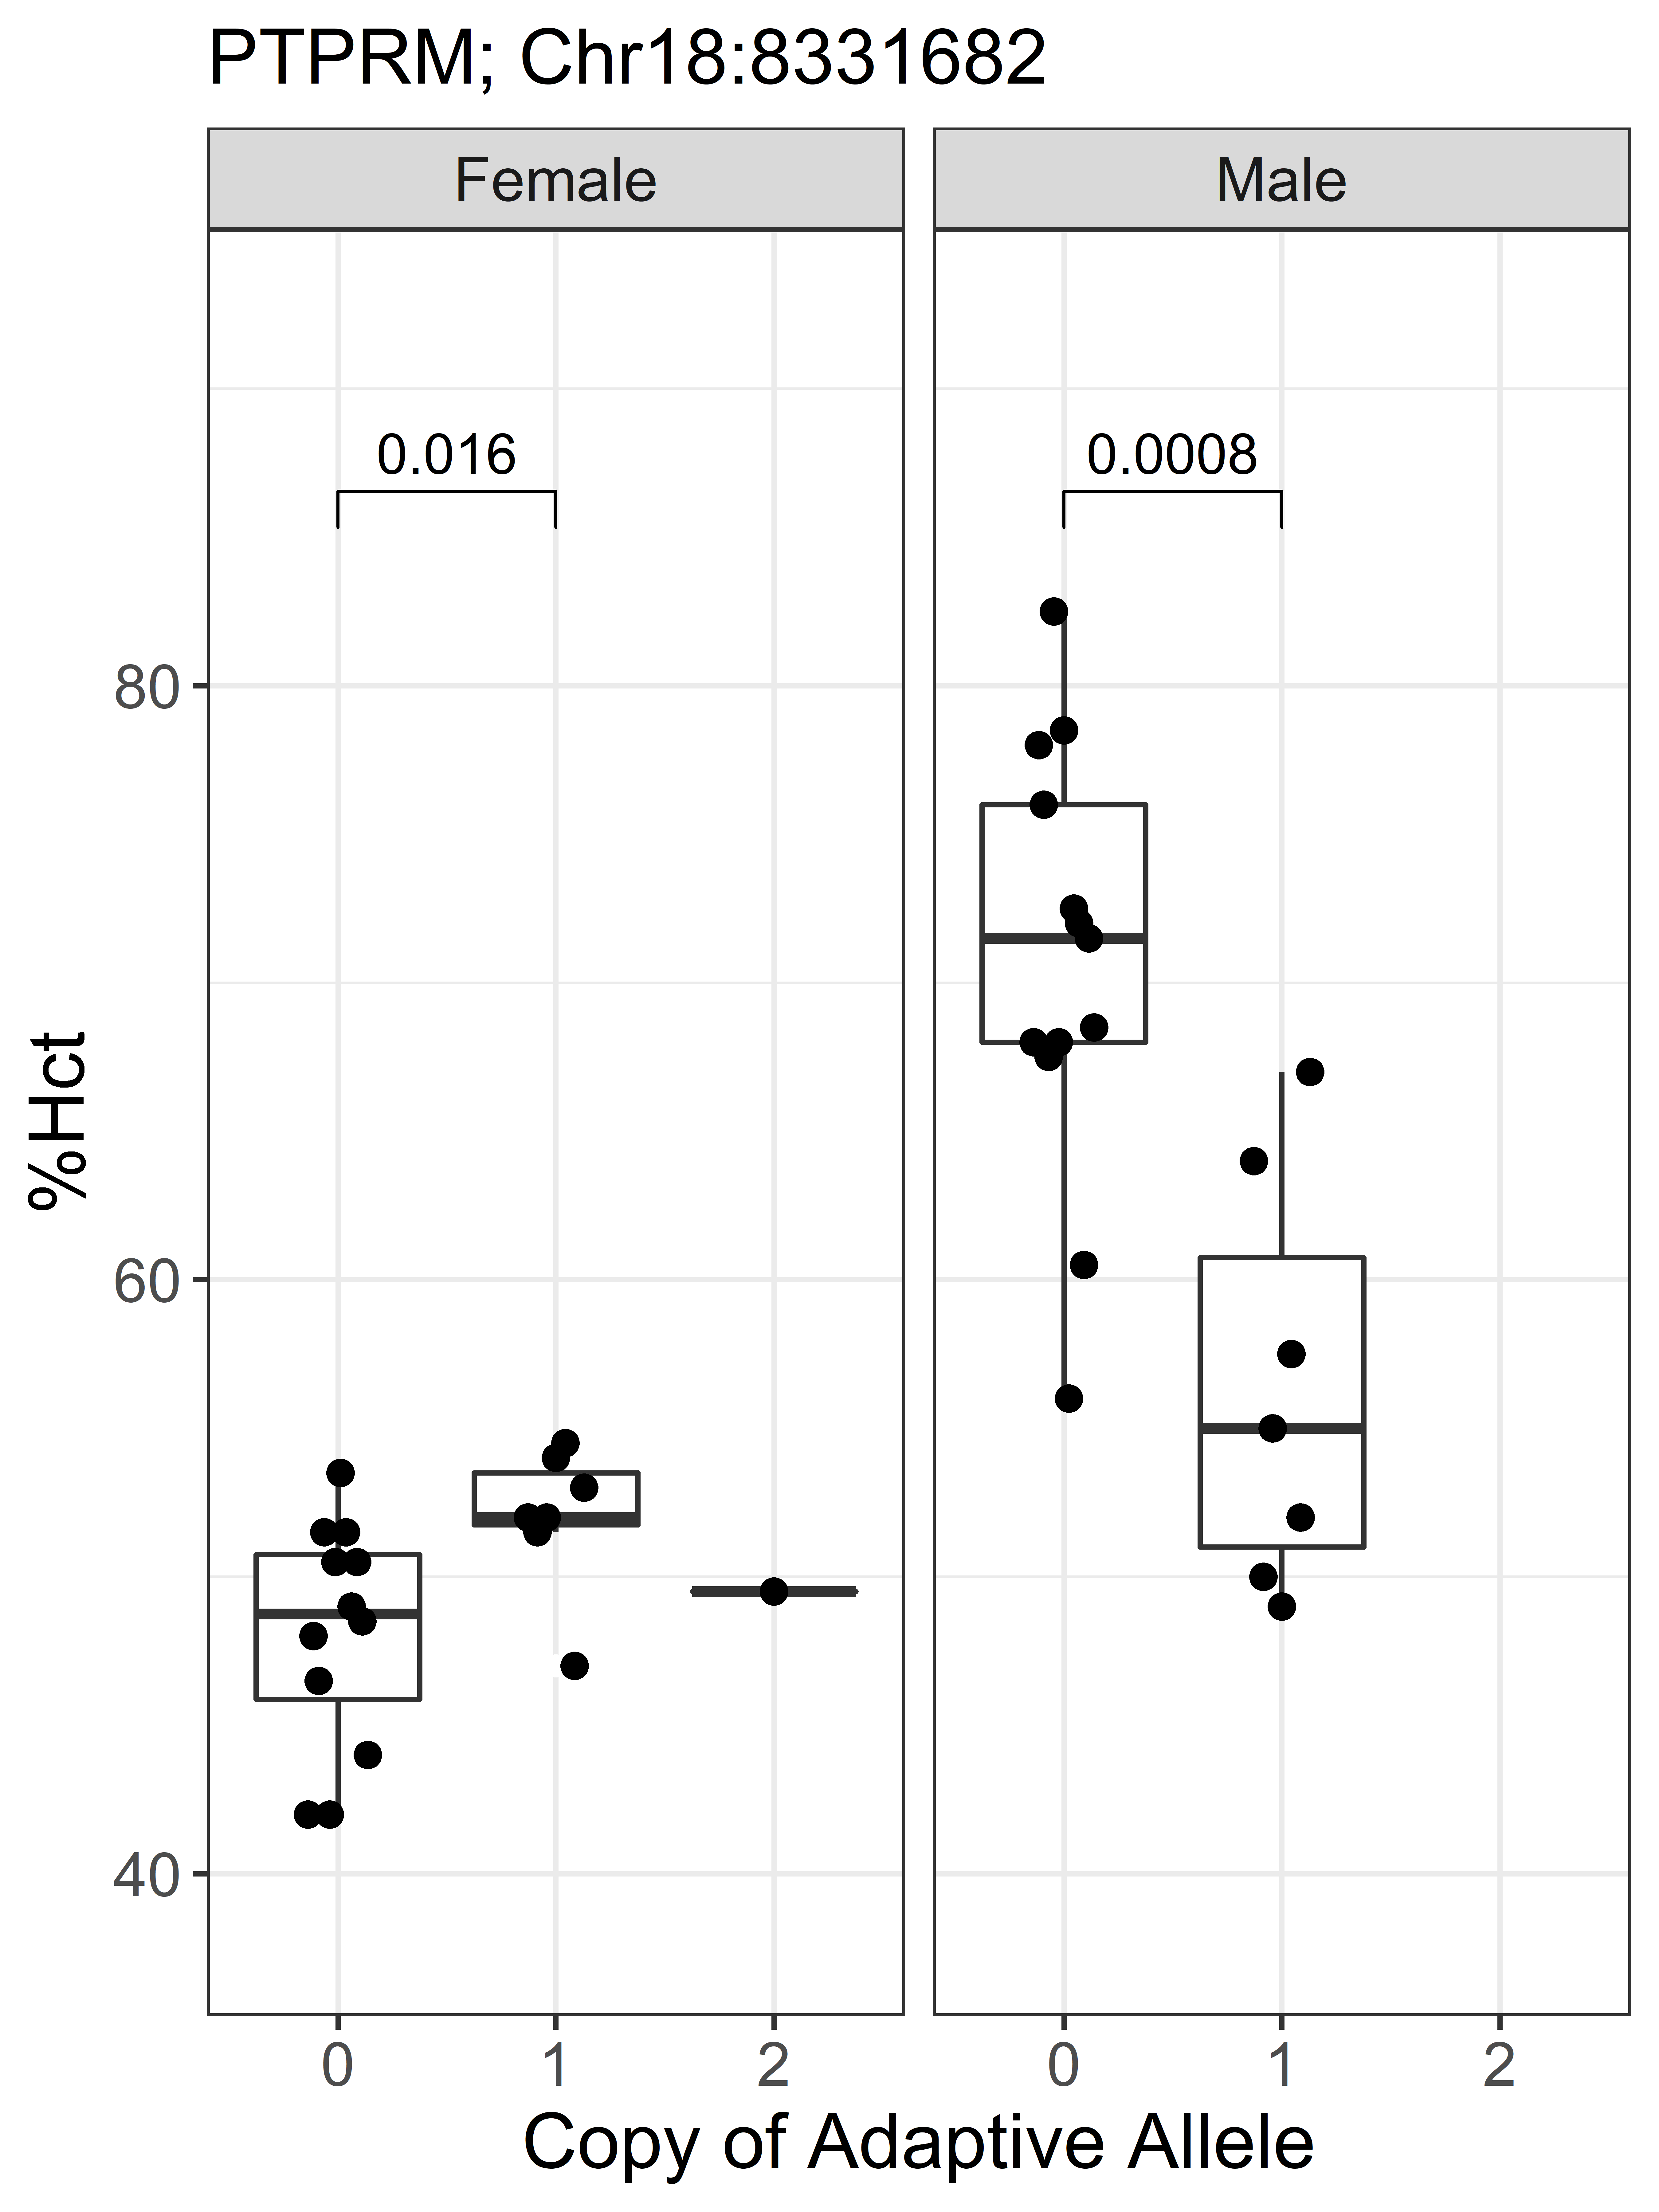 PTPRM; Chr18:8331682
Female
Male
0.016
0.0008
80
60
40
%Hct
0 1 2
0 1 2
Copy of Adaptive Allele